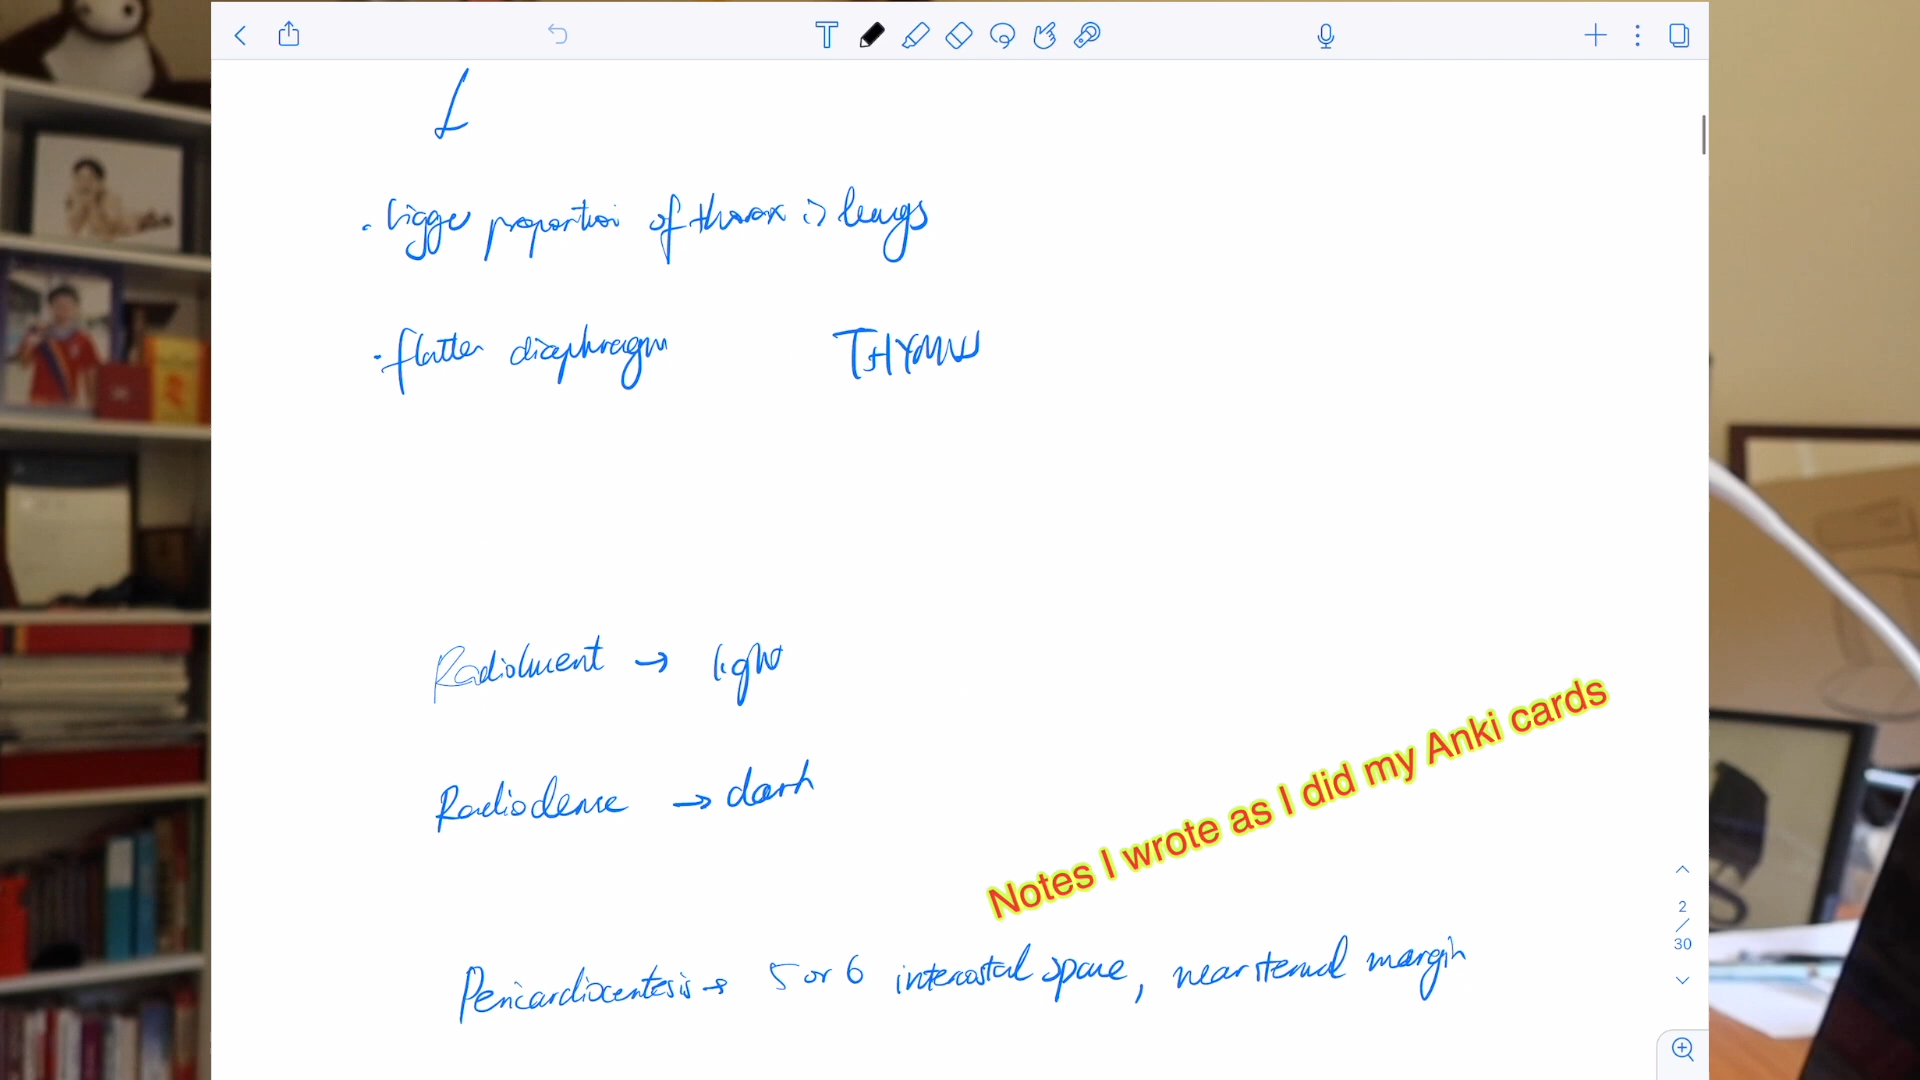 L
• bigger proportion of thorax is lungs
• flatter diaphragm THYMUS
Radiolucent → light
Radiodense → dark
Notes I wrote as I did my Anki cards
2
/
30
Pericardiocentesis → 5 or 6 intercostal space, near sternal margin